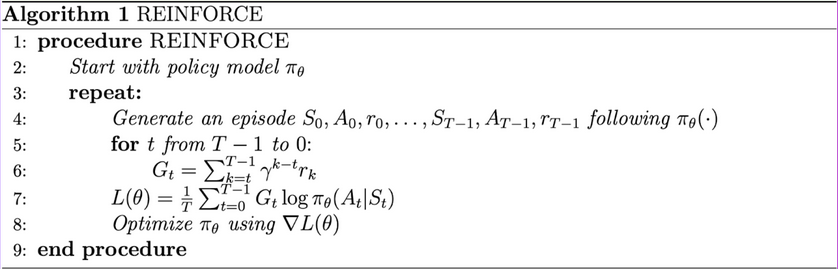 Algorithm 1 REINFORCE
1: procedure REINFORCE
2: Start with policy model π_θ
3: repeat:
4: Generate an episode S_0, A_0, r_0, . . . , S_{T−1}, A_{T−1}, r_{T−1} following π_θ(·)
5: for t from T − 1 to 0:
6: G_t = ∑_{k=t}^{T−1} γ^{k−t} r_k
7: L(θ) = 1/T ∑_{t=0}^{T−1} G_t log π_θ(A_t|S_t)
8: Optimize π_θ using ∇L(θ)
9: end procedure